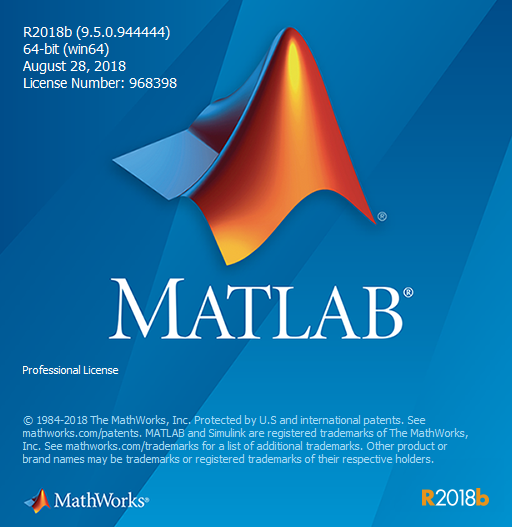 R2018b (9.5.0.944444)
64-bit (win64)
August 28, 2018
License Number: 968398
®
MATLAB®
Professional License
© 1984-2018 The MathWorks, Inc. Protected by U.S and international patents. See
mathworks.com/patents. MATLAB and Simulink are registered trademarks of The MathWorks,
Inc. See mathworks.com/trademarks for a list of additional trademarks. Other product or
brand names may be trademarks or registered trademarks of their respective holders.
MathWorks®
R2018b